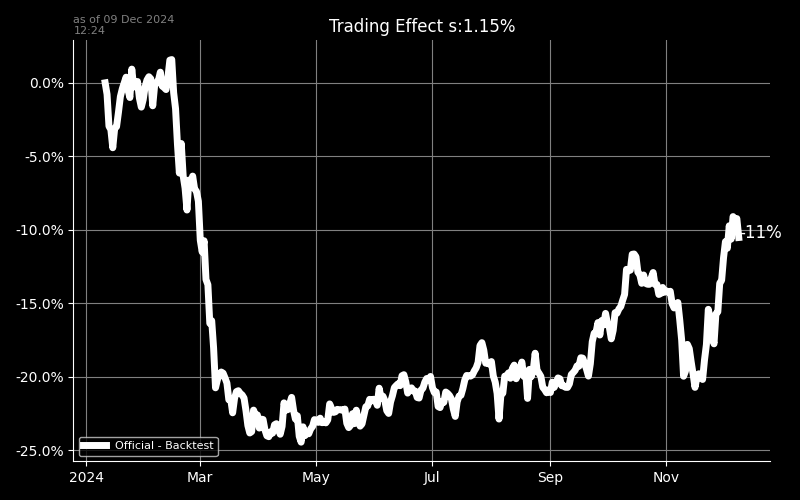 as of 09 Dec 2024
12:24
Trading Effect s:1.15%
0.0%
-5.0%
-10.0%
-15.0%
-20.0%
-25.0%
-11%
Official - Backtest
2024
Mar
May
Jul
Sep
Nov